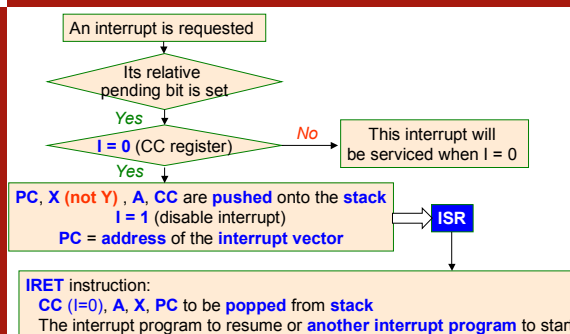 An interrupt is requested
Its relative
pending bit is set
Yes
I = 0 (CC register)
No
This interrupt will
be serviced when I = 0
Yes
PC, X (not Y) , A, CC are pushed onto the stack
I = 1 (disable interrupt)
PC = address of the interrupt vector
ISR
IRET instruction:
CC (I=0), A, X, PC to be popped from stack
The interrupt program to resume or another interrupt program to